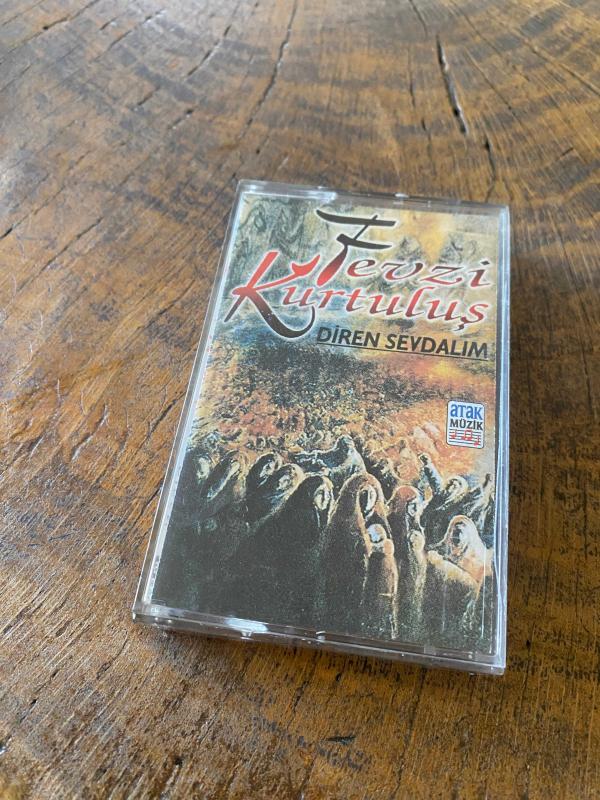 Fevzi
Kurtuluş
DİREN SEVDALIM
atak
MÜZİK